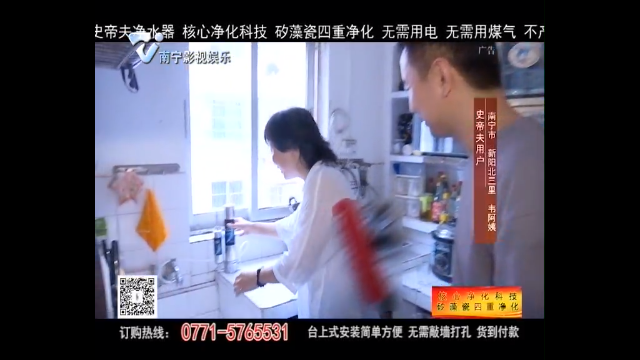 史帝夫净水器 核心净化科技 矽藻瓷四重净化 无需用电 无需用煤气 不产
南宁影视娱乐
广告
南宁市 新阳北三里 韦阿姨
史帝夫用户
核心净化科技
矽藻瓷四重净化
订购热线： 0771-5765531 台上式安装简单方便 无需敲墙打孔 货到付款